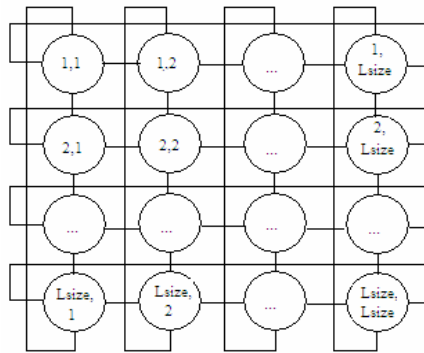 1,1
1,2
...
1,
Lsize
2,1
2,2
...
2,
Lsize
...
...
...
...
Lsize,
1
Lsize,
2
...
Lsize,
Lsize